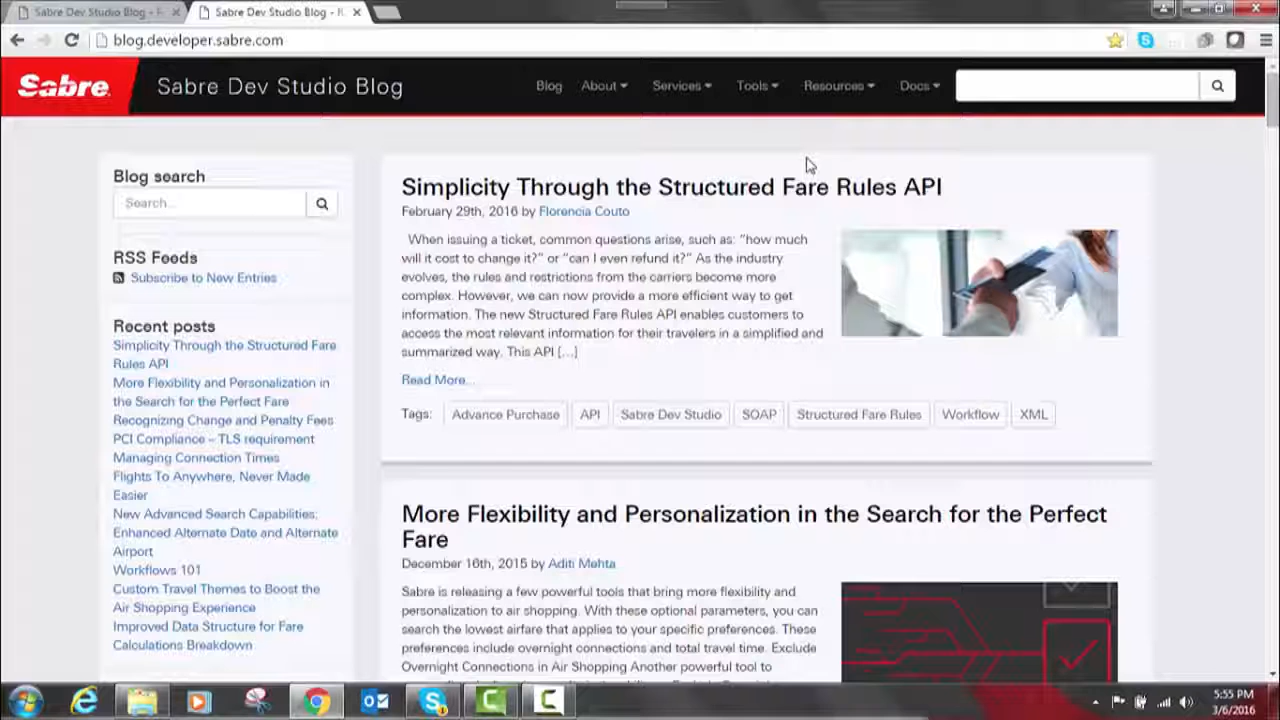 Sabre Dev Studio Blog - F
Sabre Dev Studio Blog - R
blog.developer.sabre.com
Sabre
Sabre Dev Studio Blog
Blog About Services Tools Resources Docs
Blog search
Search...
RSS Feeds
Subscribe to New Entries
Recent posts
Simplicity Through the Structured Fare
Rules API
More Flexibility and Personalization in
the Search for the Perfect Fare
Recognizing Change and Penalty Fees
PCI Compliance – TLS requirement
Managing Connection Times
Flights To Anywhere, Never Made
Easier
New Advanced Search Capabilities:
Enhanced Alternate Date and Alternate
Airport
Workflows 101
Custom Travel Themes to Boost the
Air Shopping Experience
Improved Data Structure for Fare
Calculations Breakdown
Simplicity Through the Structured Fare Rules API
February 29th, 2016 by Florencia Couto
When issuing a ticket, common questions arise, such as: “how much
will it cost to change it?” or “can I even refund it?” As the industry
evolves, the rules and restrictions from the carriers become more
complex. However, we can now provide a more efficient way to get
information. The new Structured Fare Rules API enables customers to
access the most relevant information for their travelers in a simplified and
summarized way. This API […]
Read More...
Tags: Advance Purchase API Sabre Dev Studio SOAP Structured Fare Rules Workflow XML
More Flexibility and Personalization in the Search for the Perfect
Fare
December 16th, 2015 by Aditi Mehta
Sabre is releasing a few powerful tools that bring more flexibility and
personalization to air shopping. With these optional parameters, you can
search the lowest airfare that applies to your specific preferences. These
preferences include overnight connections and total travel time. Exclude
Overnight Connections in Air Shopping Another powerful tool to
5:55 PM
3/6/2016